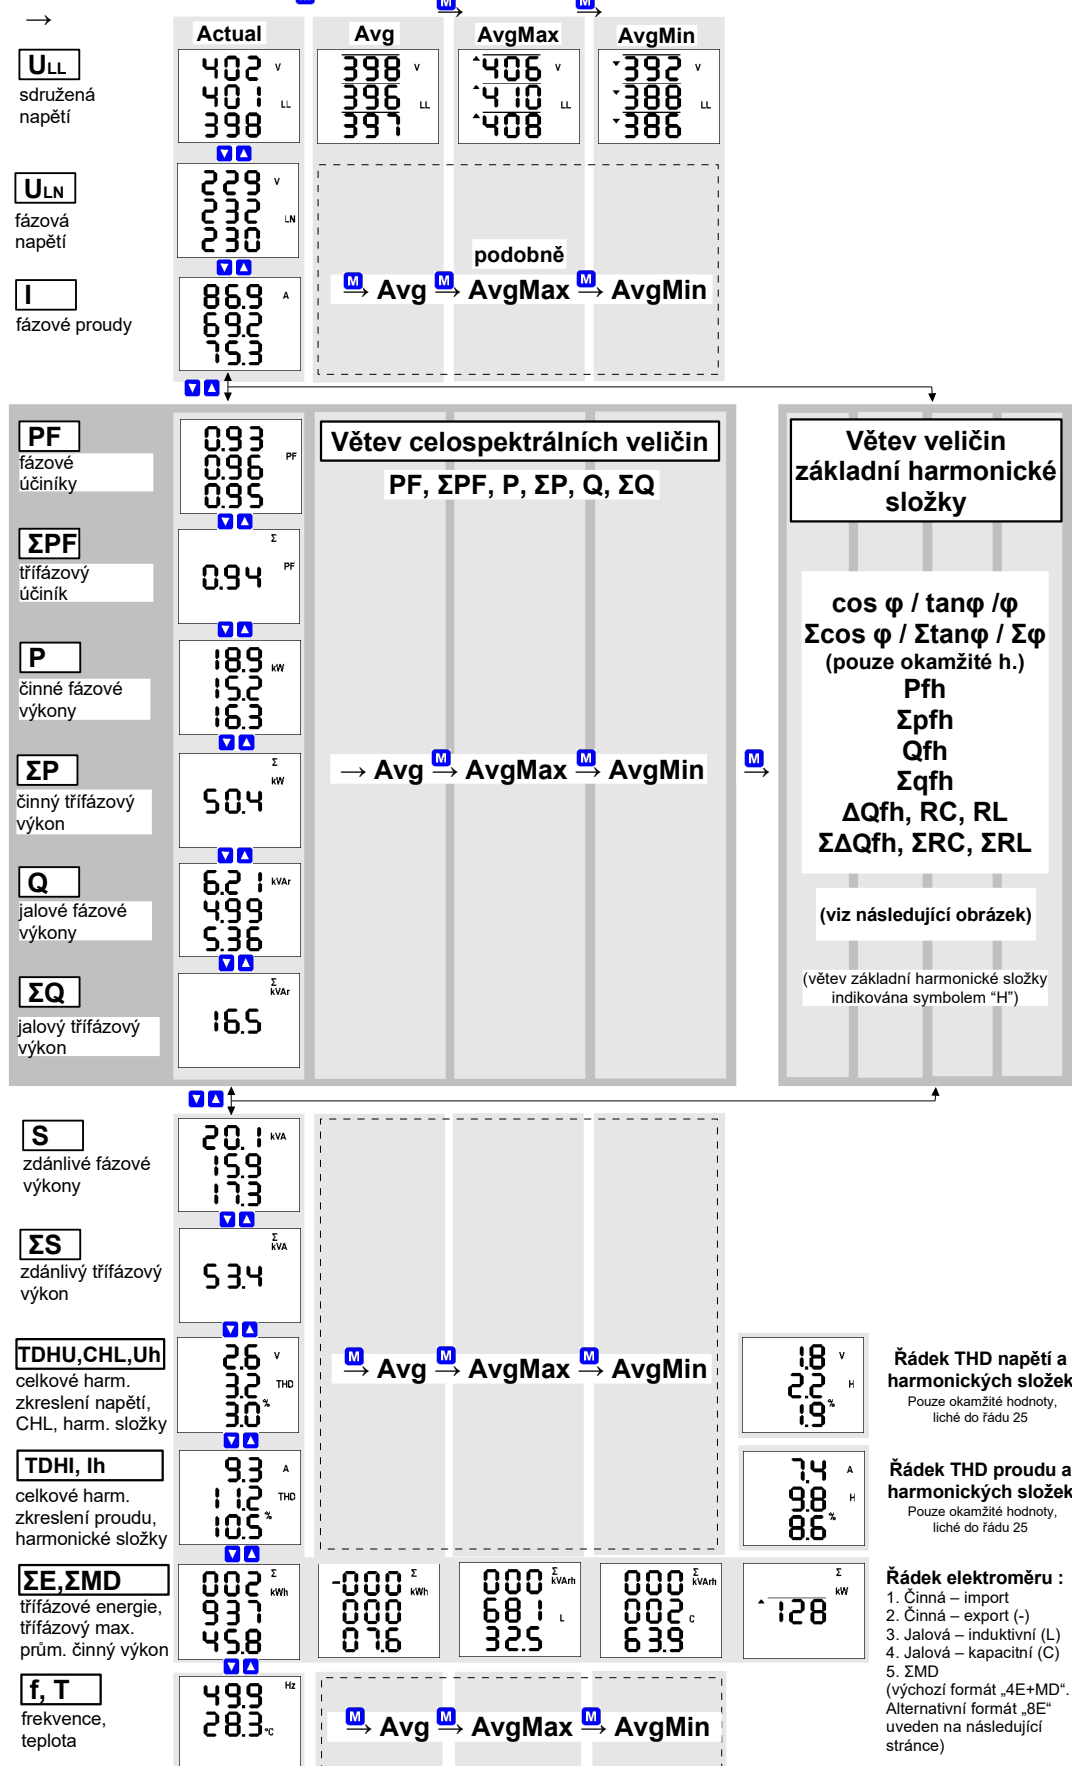 M M M
→
Actual Avg AvgMax AvgMin
ULL
sdružená
napětí
402 V
401 LL
398
398 V
396 LL
397
406 V
410 LL
408
392 V
388 LL
386
ULN
fázová
napětí
229 V
232 LN
230
podobně
M → Avg M → AvgMax M → AvgMin
I
fázové proudy
86.9 A
69.2
75.3
PF
fázové
účiníky
0.93
0.96 PF
0.95
Větev celospektrálních veličin
PF, ΣPF, P, ΣP, Q, ΣQ
Větev veličin
základní harmonické
složky
ΣPF
třífázový
účiník
Σ
0.94 PF
P
činné fázové
výkony
18.9 kW
15.2
16.3
ΣP
činný třífázový
výkon
Σ
kW
50.4
→ Avg M → AvgMax M → AvgMin M →
cos φ / tanφ /φ
Σcos φ / Σtanφ / Σφ
(pouze okamžité h.)
Pfh
Σpfh
Qfh
Σqfh
ΔQfh, RC, RL
ΣΔQfh, ΣRC, ΣRL
(viz následující obrázek)
(větev základní harmonické složky
indikována symbolem “H”)
Q
jalové fázové
výkony
6.21 kVAr
4.99
5.36
ΣQ
jalový třífázový
výkon
Σ
kVAr
16.5
S
zdánlivé fázové
výkony
20.1 kVA
15.9
17.3
ΣS
zdánlivý třífázový
výkon
Σ
kVA
53.4
TDHU,CHL,Uh
celkové harm.
zkreslení napětí,
CHL, harm. složky
2.6 V
3.2 THD
3.0 %
M → Avg M → AvgMax M → AvgMin
1.8 V
2.2 H
1.9 %
Řádek THD napětí a
harmonických složek
Pouze okamžité hodnoty,
liché do řádu 25
TDHI, Ih
celkové harm.
zkreslení proudu,
harmonické složky
9.3 A
11.2 THD
10.5 %
7.4 A
9.8 H
8.6 %
Řádek THD proudu a
harmonických složek
Pouze okamžité hodnoty,
liché do řádu 25
ΣE,ΣMD
třífázové energie,
třífázový max.
prům. činný výkon
002 Σ
937 kWh
45.8
-000 Σ
000 kWh
07.6
000 Σ
kVArh
681 L
32.5
000 Σ
kVArh
002 C
63.9
Σ
kW
128
Řádek elektroměru :
1. Činná – import
2. Činná – export (-)
3. Jalová – induktivní (L)
4. Jalová – kapacitní (C)
5. ΣMD
(výchozí formát „4E+MD“.
Alternativní formát „8E“
uveden na následující
stránce)
f, T
frekvence,
teplota
49.9 Hz
28.3 °C
M → Avg M → AvgMax M → AvgMin